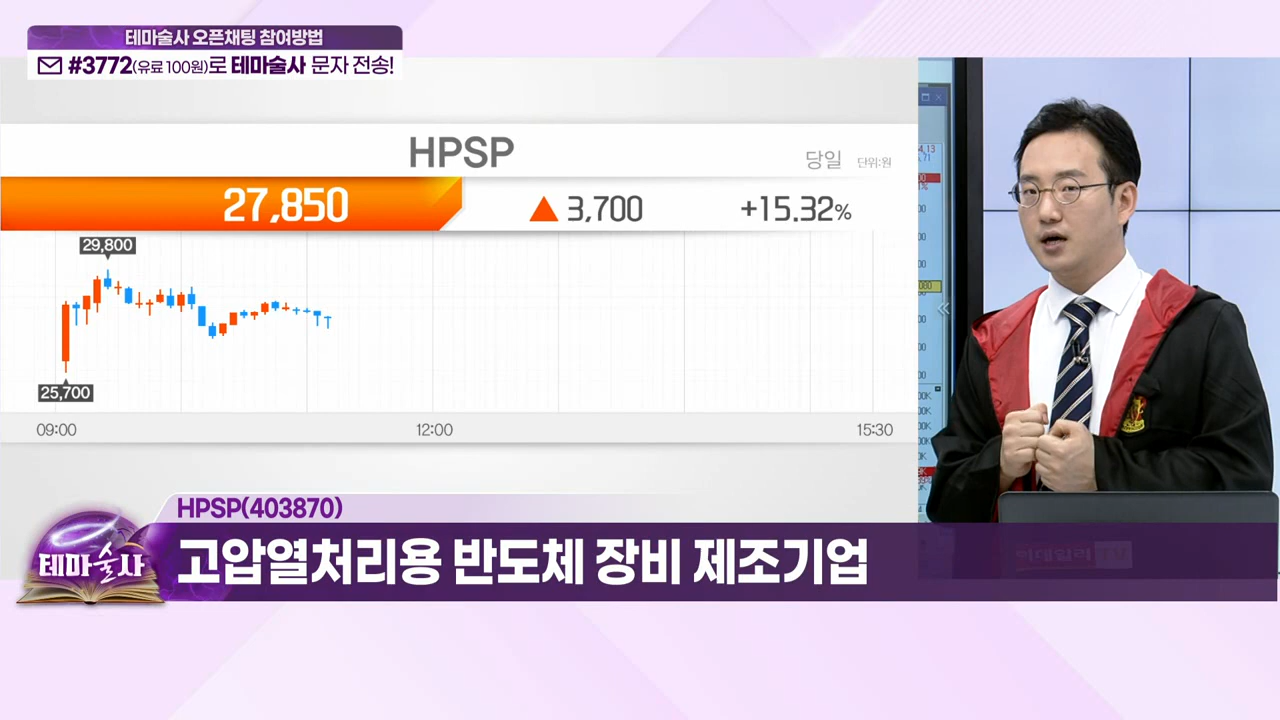 테마술사 오픈채팅 참여방법
#3772(유료 100원)로 테마술사 문자 전송!
HPSP
당일 단위:원
27,850 ▲ 3,700 +15.32%
29,800
25,700
09:00 12:00 15:30
HPSP(403870)
테마술사
고압열처리용 반도체 장비 제조기업